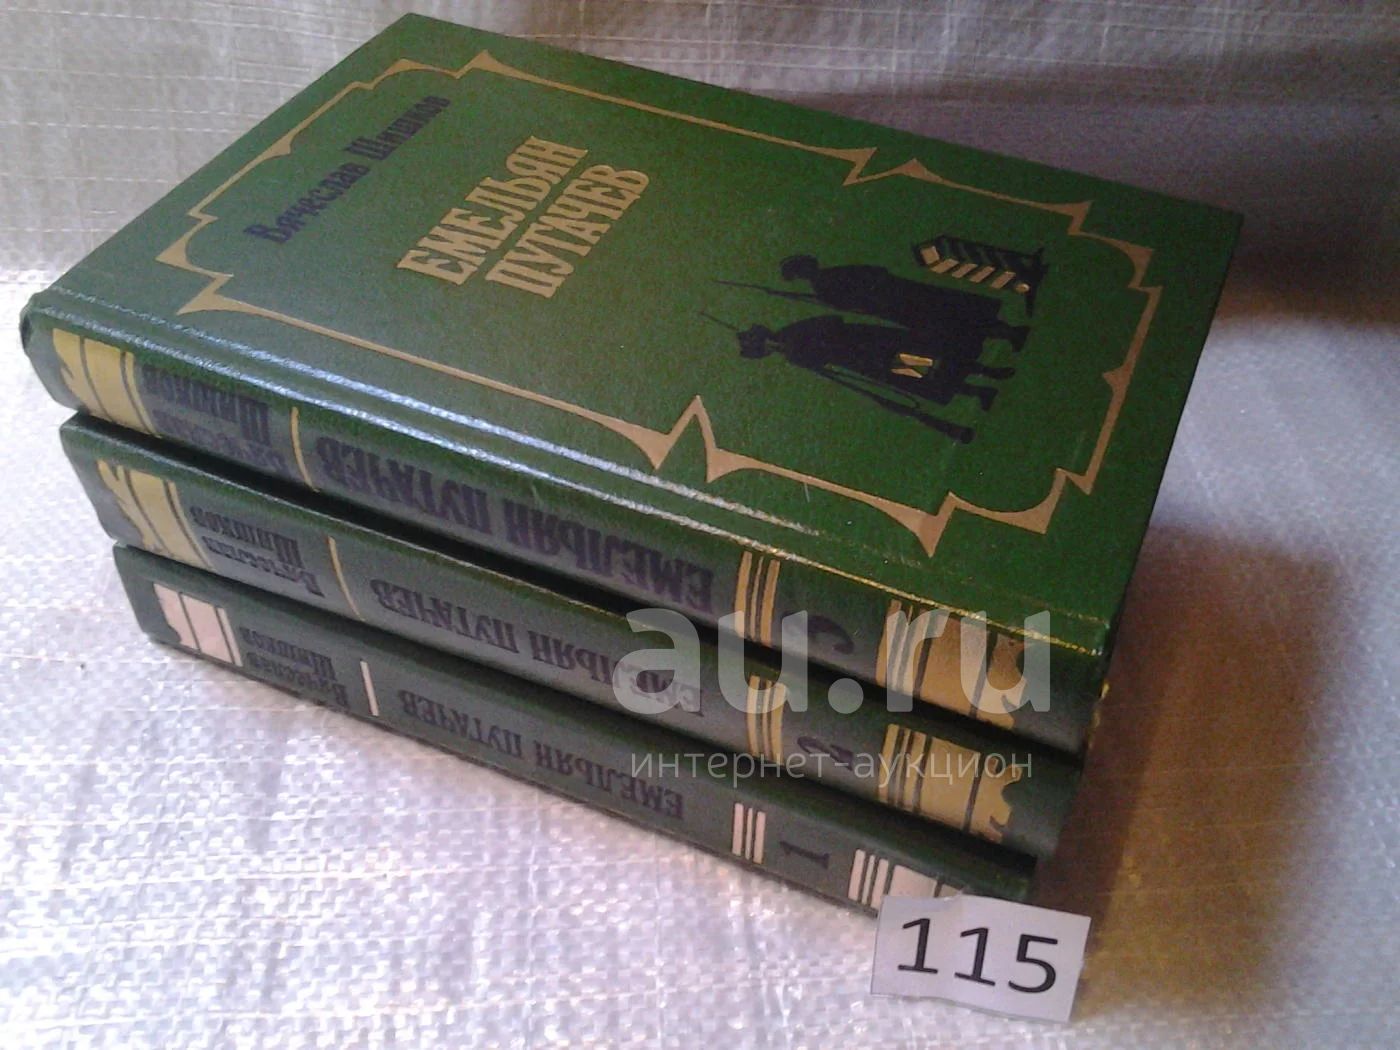 Вячеслав Шишков
ЕМЕЛЬЯН
ПУГАЧЕВ
Вячеслав
Шишков
ЕМЕЛЬЯН ПУГАЧЕВ
3
Вячеслав
Шишков
ЕМЕЛЬЯН ПУГАЧЕВ
2
Вячеслав
Шишков
ЕМЕЛЬЯН ПУГАЧЕВ
1
au.ru
интернет-аукцион
115